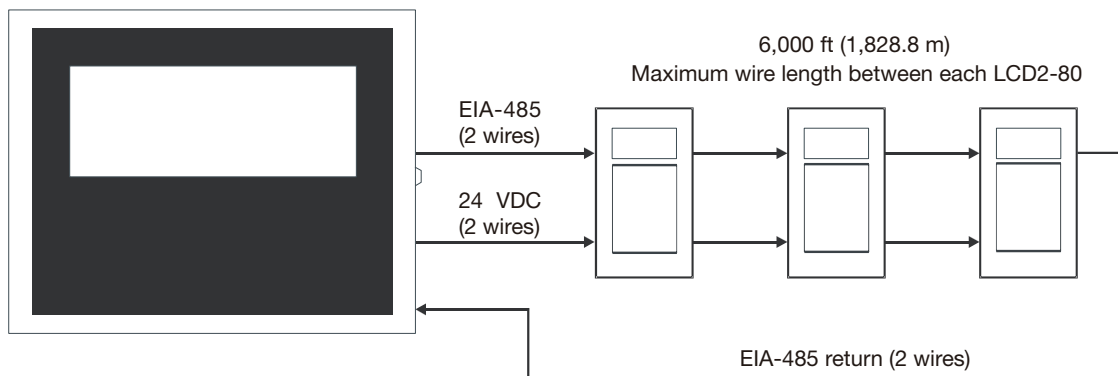 6,000 ft (1,828.8 m)
Maximum wire length between each LCD2-80
EIA-485
(2 wires)
24 VDC
(2 wires)
EIA-485 return (2 wires)